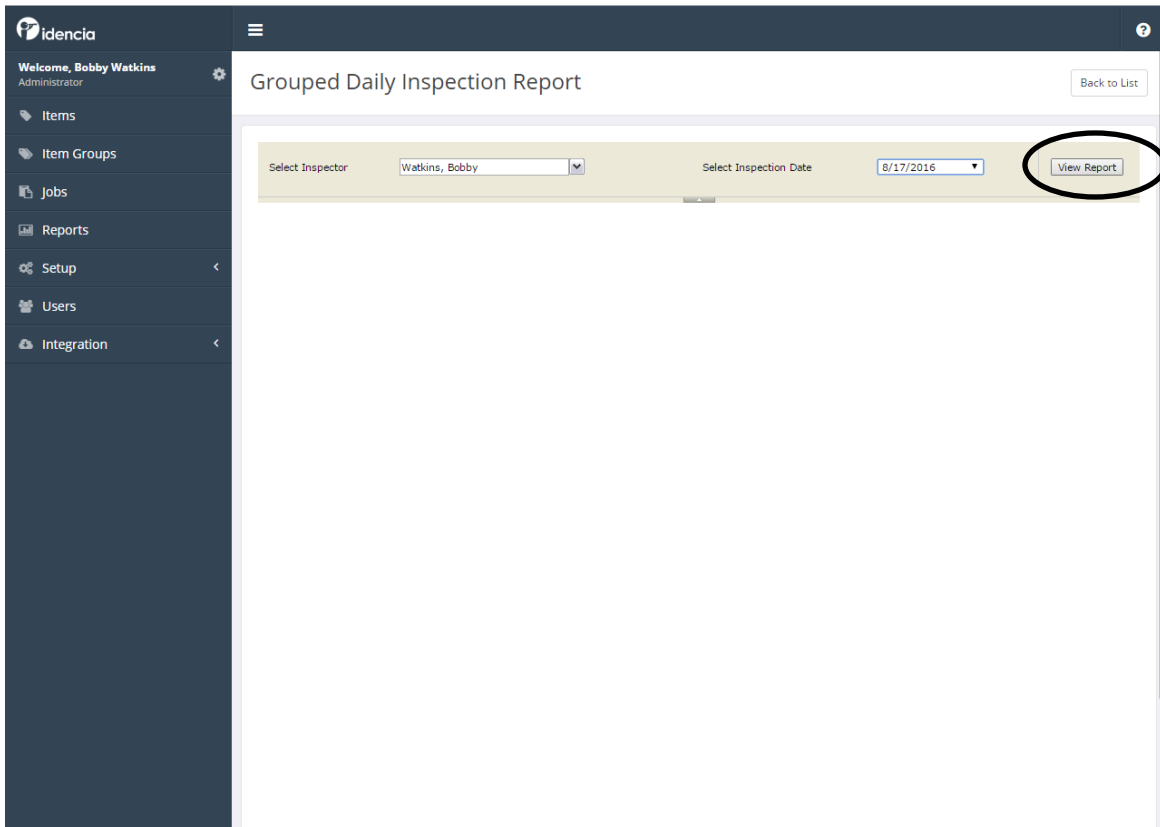 idencia
Welcome, Bobby Watkins
Administrator
Items
Item Groups
Jobs
Reports
Setup
Users
Integration
Grouped Daily Inspection Report
Back to List
Select Inspector Watkins, Bobby Select Inspection Date 8/17/2016 View Report